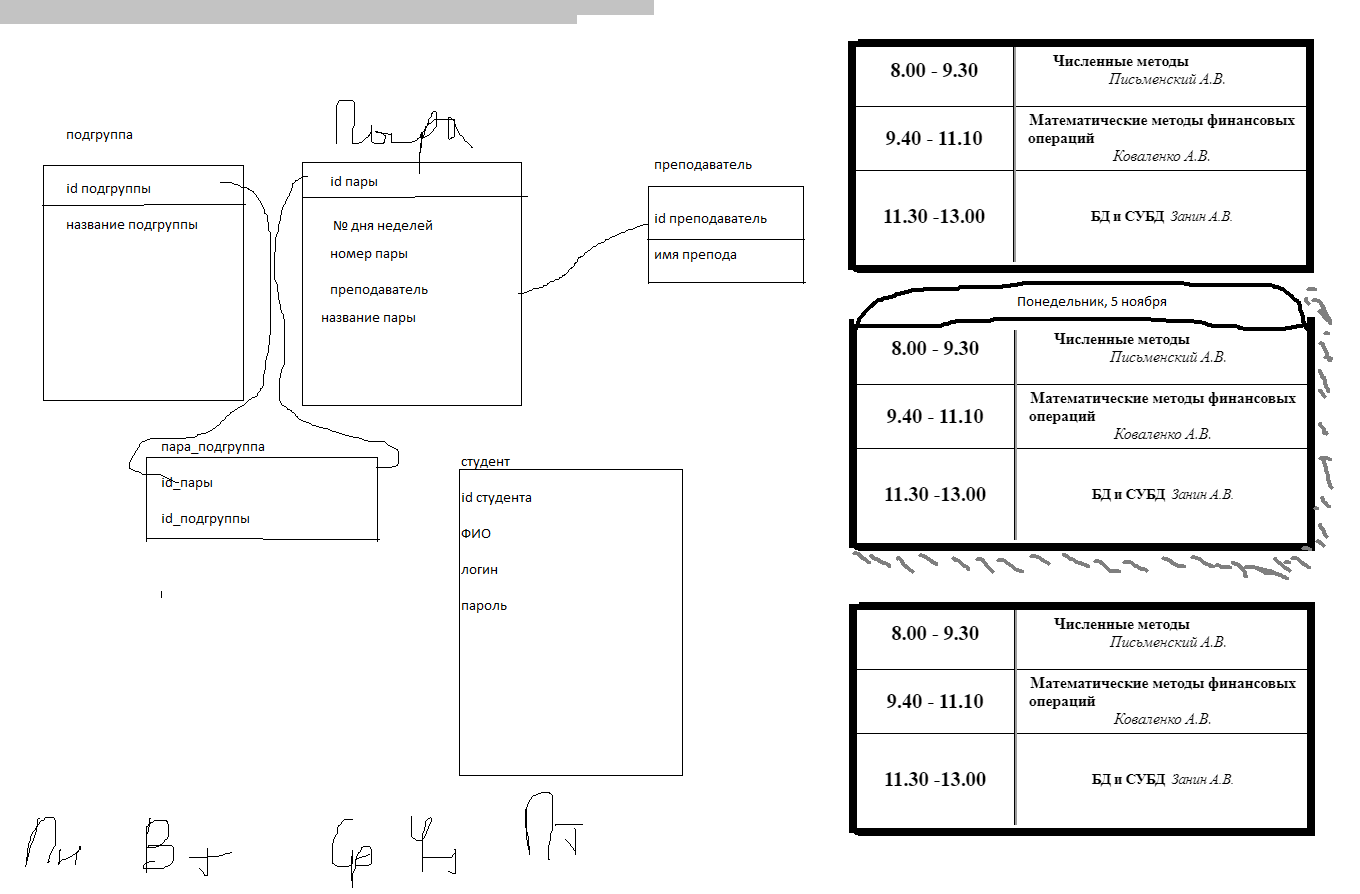 подгруппа
id подгруппы
название подгруппы
Пара
id пары
№ дня неделей
номер пары
преподаватель
название пары
преподаватель
id преподаватель
имя препода
пара_подгруппа
id_пары
id_подгруппы
студент
id студента
ФИО
логин
пароль
Пн Вт Ср Чт Пт
8.00 - 9.30
Численные методы
Письменский А.В.
9.40 - 11.10
Математические методы финансовых
операций
Коваленко А.В.
11.30 -13.00
БД и СУБД Занин А.В.
Понедельник, 5 ноября
8.00 - 9.30
Численные методы
Письменский А.В.
9.40 - 11.10
Математические методы финансовых
операций
Коваленко А.В.
11.30 -13.00
БД и СУБД Занин А.В.
8.00 - 9.30
Численные методы
Письменский А.В.
9.40 - 11.10
Математические методы финансовых
операций
Коваленко А.В.
11.30 -13.00
БД и СУБД Занин А.В.